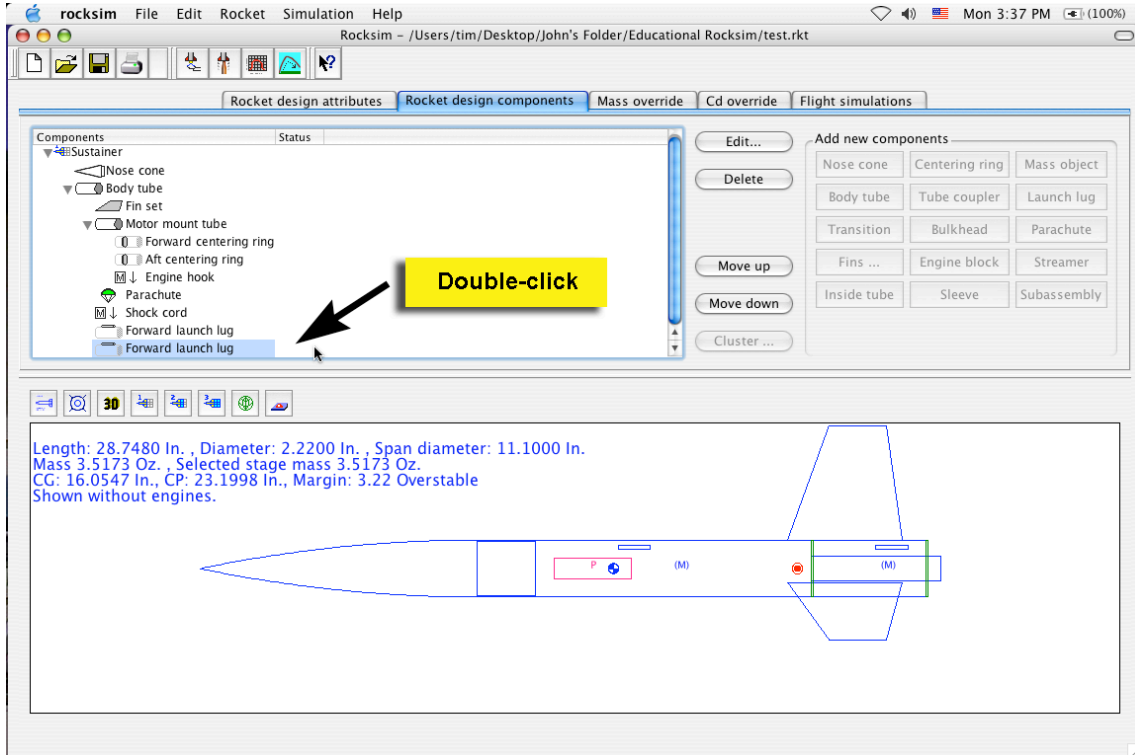 rocksim File Edit Rocket Simulation Help Mon 3:37 PM (100%)
Rocksim – /Users/tim/Desktop/John's Folder/Educational Rocksim/test.rkt
Rocket design attributes Rocket design components Mass override Cd override Flight simulations
Components Status
Sustainer
Nose cone
Body tube
Fin set
Motor mount tube
Forward centering ring
Aft centering ring
M Engine hook
Parachute
M Shock cord
Forward launch lug
Forward launch lug
Double-click
Edit...
Delete
Move up
Move down
Cluster ...
Add new components
Nose cone Centering ring Mass object
Body tube Tube coupler Launch lug
Transition Bulkhead Parachute
Fins ... Engine block Streamer
Inside tube Sleeve Subassembly
3D 1 2 3
Length: 28.7480 In. , Diameter: 2.2200 In. , Span diameter: 11.1000 In.
Mass 3.5173 Oz. , Selected stage mass 3.5173 Oz.
CG: 16.0547 In., CP: 23.1998 In., Margin: 3.22 Overstable
Shown without engines.
P (M) (M)